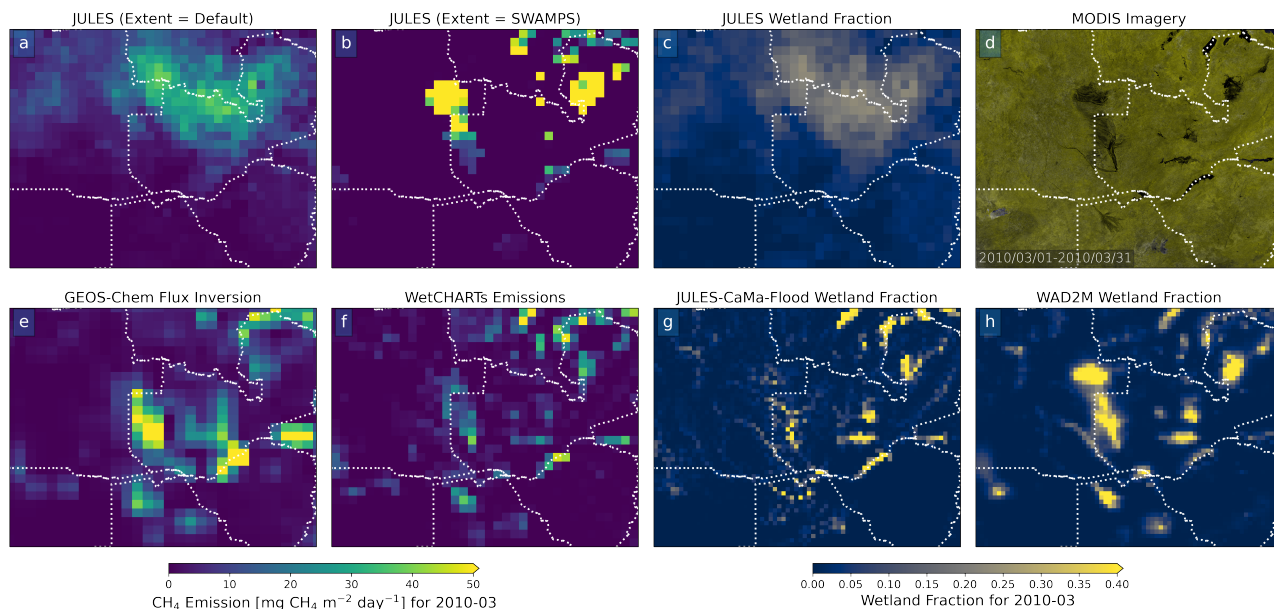 JULES (Extent = Default)
JULES (Extent = SWAMPS)
JULES Wetland Fraction
MODIS Imagery
a
b
c
d
2010/03/01-2010/03/31
GEOS-Chem Flux Inversion
WetCHARTs Emissions
JULES-CaMa-Flood Wetland Fraction
WAD2M Wetland Fraction
e
f
g
h
0 10 20 30 40 50
CH₄ Emission [mg CH₄ m⁻² day⁻¹] for 2010-03
0.00 0.05 0.10 0.15 0.20 0.25 0.30 0.35 0.40
Wetland Fraction for 2010-03